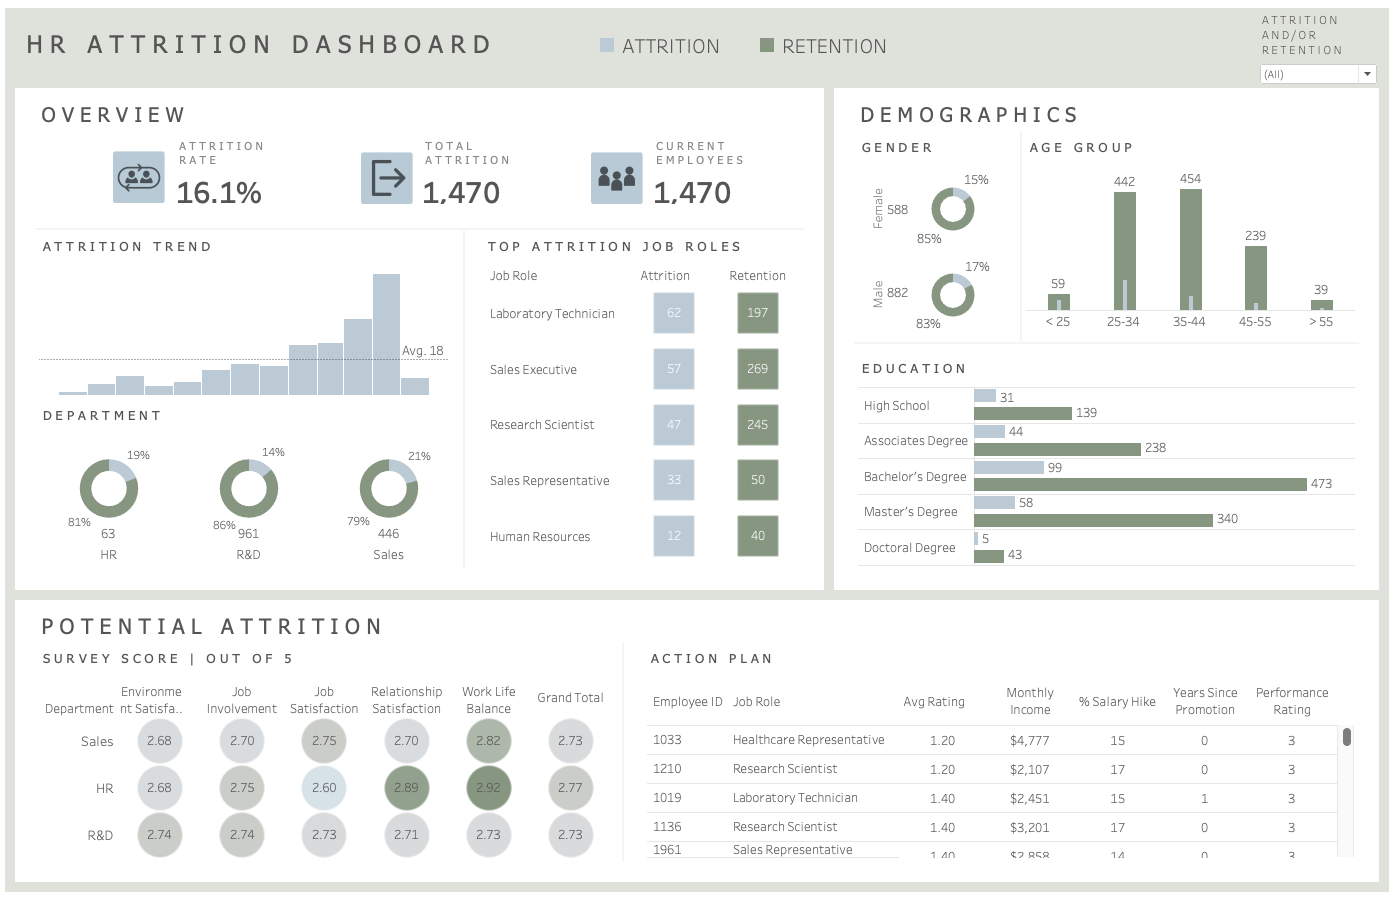 HR ATTRITION DASHBOARD
ATTRITION
RETENTION
ATTRITION
AND/OR
RETENTION
(All)
OVERVIEW
ATTRITION
RATE
16.1%
TOTAL
ATTRITION
1,470
CURRENT
EMPLOYEES
1,470
ATTRITION TREND
Avg. 18
DEPARTMENT
19%
81%
63
HR
14%
86%
961
R&D
21%
79%
446
Sales
TOP ATTRITION JOB ROLES
Job Role Attrition Retention
Laboratory Technician 62 197
Sales Executive 57 269
Research Scientist 47 245
Sales Representative 33 50
Human Resources 12 40
DEMOGRAPHICS
GENDER
Female 588
15%
85%
Male 882
17%
83%
AGE GROUP
59 442 454 239 39
< 25 25-34 35-44 45-55 > 55
EDUCATION
High School 31
139
Associates Degree 44
238
Bachelor’s Degree 99
473
Master’s Degree 58
340
Doctoral Degree 5
43
POTENTIAL ATTRITION
SURVEY SCORE | OUT OF 5
Department
Environme
nt Satisfa..
Job
Involvement
Job
Satisfaction
Relationship
Satisfaction
Work Life
Balance
Grand Total
Sales 2.68 2.70 2.75 2.70 2.82 2.73
HR 2.68 2.75 2.60 2.89 2.92 2.77
R&D 2.74 2.74 2.73 2.71 2.73 2.73
ACTION PLAN
Employee ID Job Role Avg Rating
Monthly
Income
% Salary Hike
Years Since
Promotion
Performance
Rating
1033 Healthcare Representative 1.20 $4,777 15 0 3
1210 Research Scientist 1.20 $2,107 17 0 3
1019 Laboratory Technician 1.40 $2,451 15 1 3
1136 Research Scientist 1.40 $3,201 17 0 3
1961 Sales Representative 1.40 $2,858 14 0 3